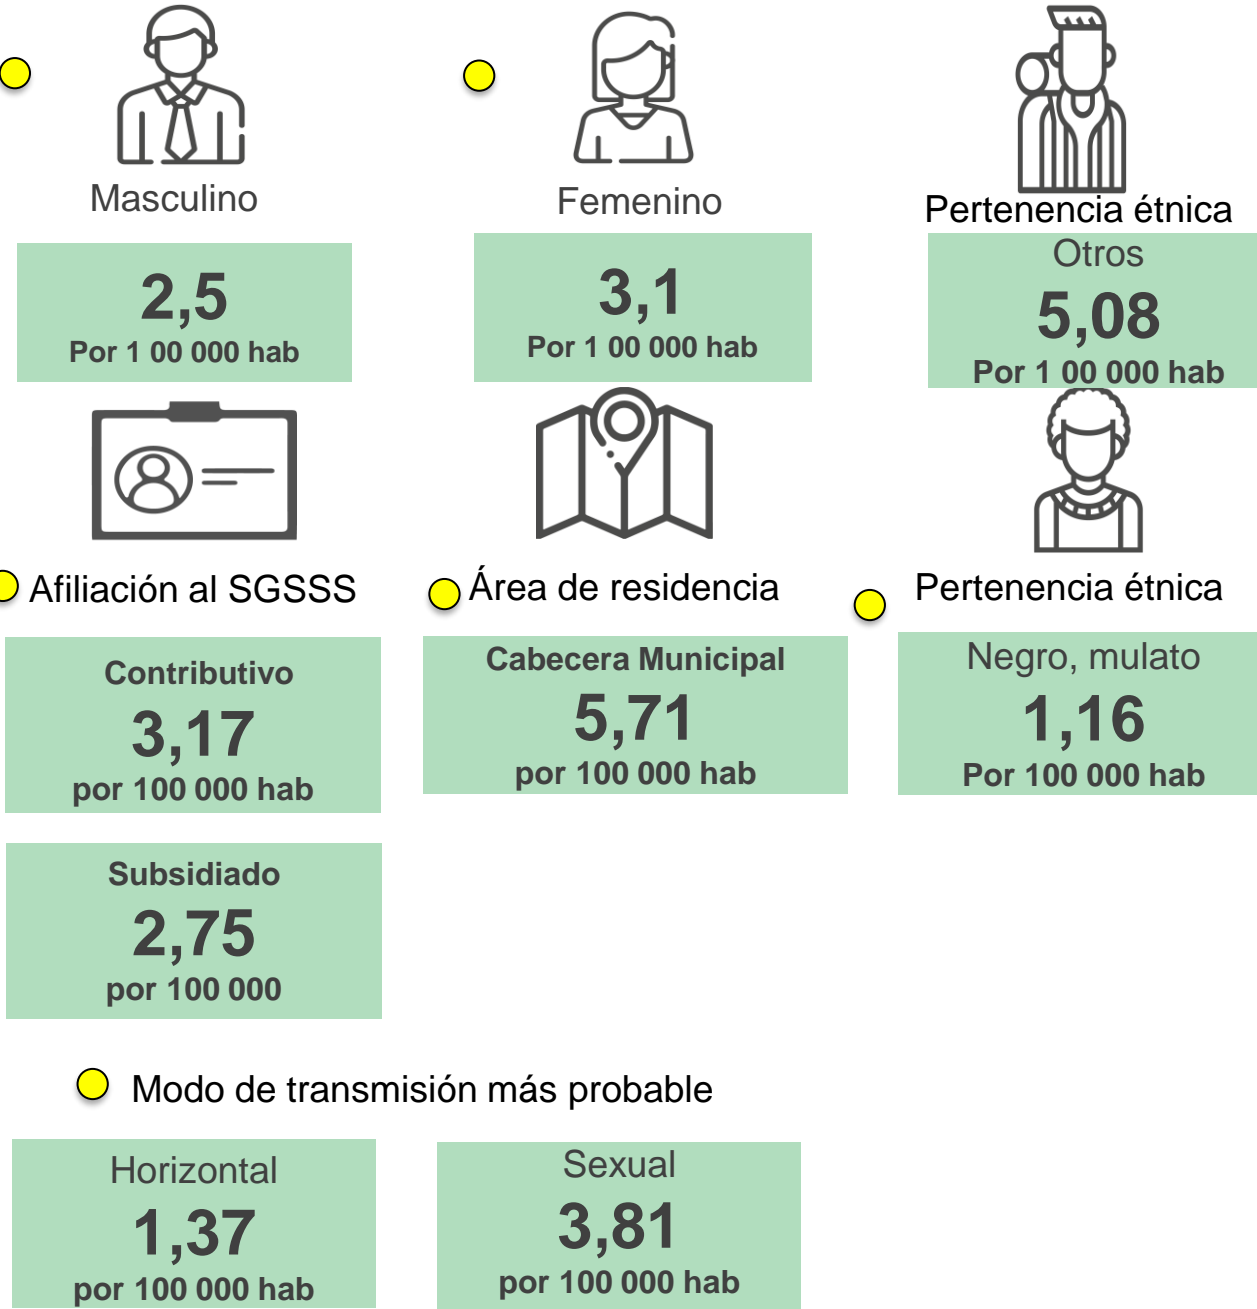 Masculino
2,5
Por 1 00 000 hab
Femenino
3,1
Por 1 00 000 hab
Pertenencia étnica
Otros
5,08
Por 1 00 000 hab
Afiliación al SGSSS
Contributivo
3,17
por 100 000 hab
Subsidiado
2,75
por 100 000
Área de residencia
Cabecera Municipal
5,71
por 100 000 hab
Pertenencia étnica
Negro, mulato
1,16
Por 100 000 hab
Modo de transmisión más probable
Horizontal
1,37
por 100 000 hab
Sexual
3,81
por 100 000 hab